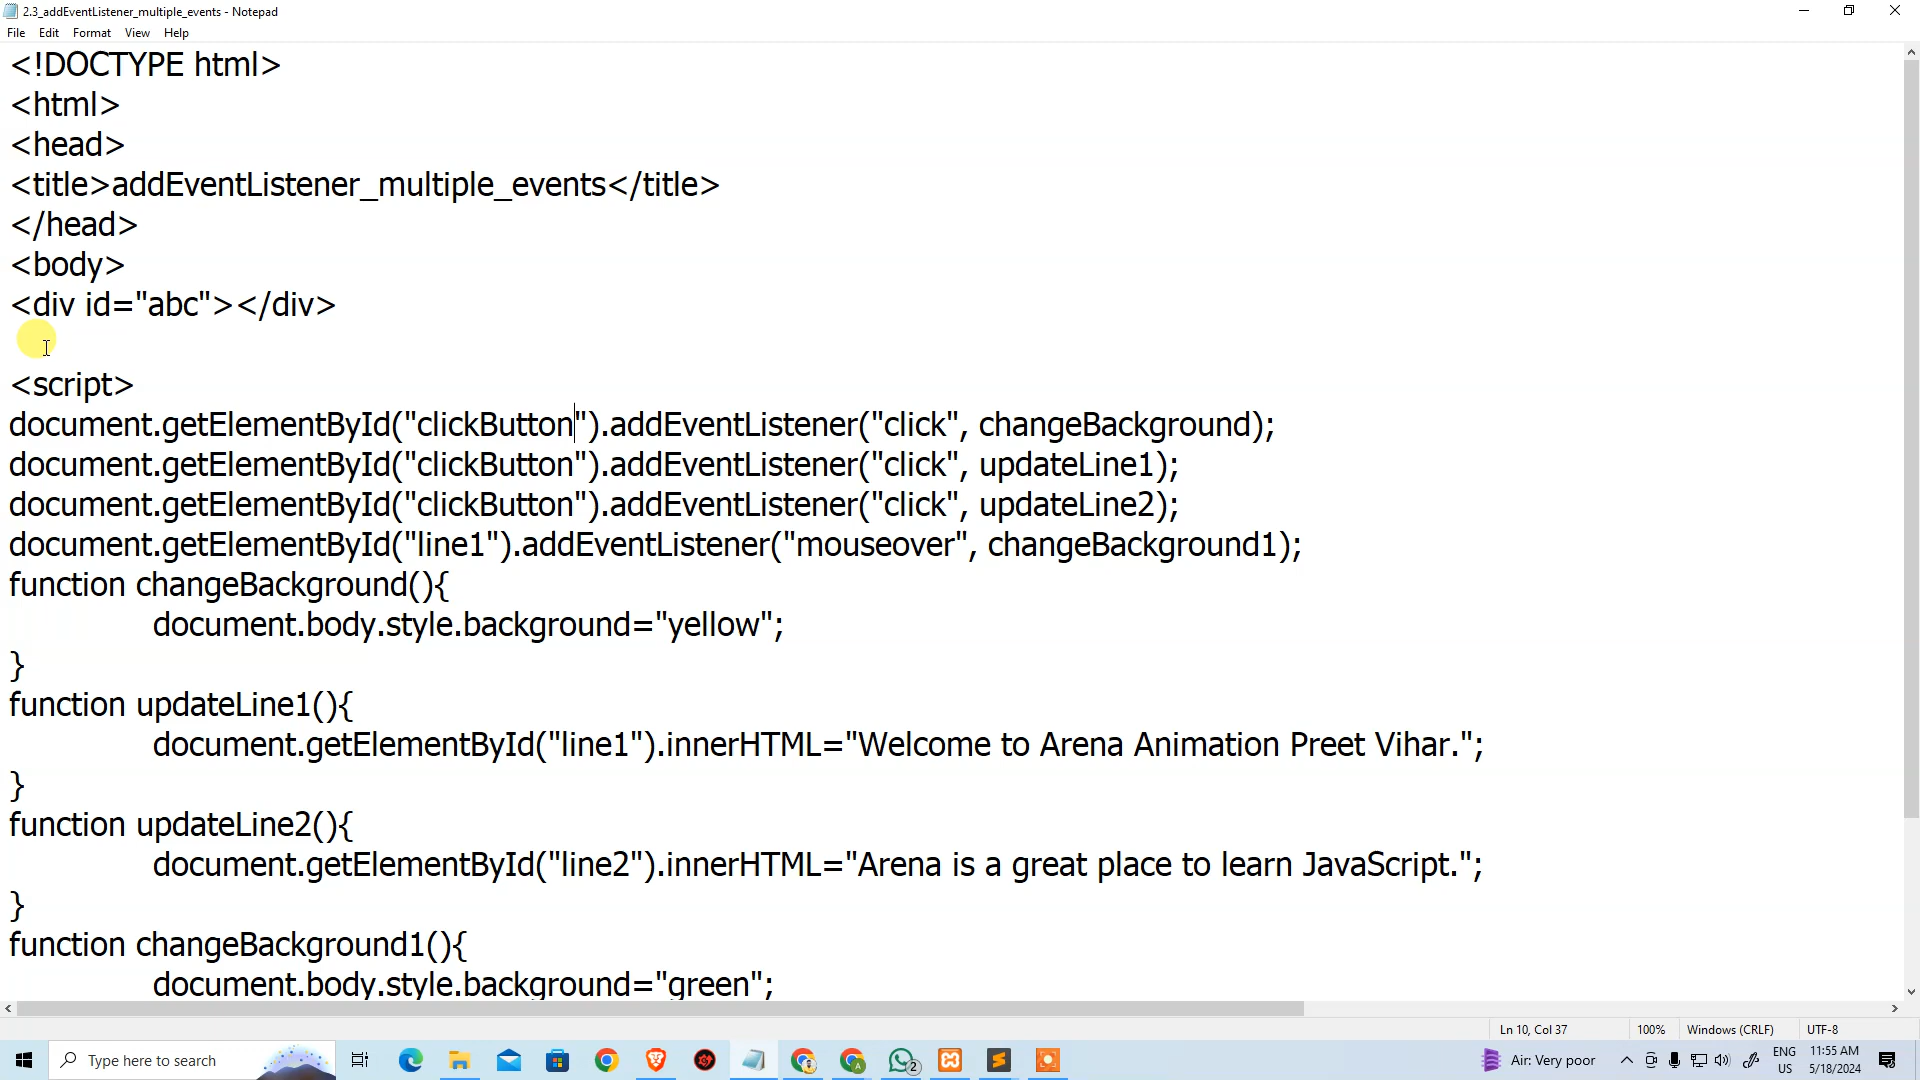 2.3_addEventListener_multiple_events - Notepad
File Edit Format View Help
<!DOCTYPE html>
<html>
<head>
<title>addEventListener_multiple_events</title>
</head>
<body>
<div id="abc"></div>
<script>
document.getElementById("clickButton").addEventListener("click", changeBackground);
document.getElementById("clickButton").addEventListener("click", updateLine1);
document.getElementById("clickButton").addEventListener("click", updateLine2);
document.getElementById("line1").addEventListener("mouseover", changeBackground1);
function changeBackground(){
document.body.style.background="yellow";
}
function updateLine1(){
document.getElementById("line1").innerHTML="Welcome to Arena Animation Preet Vihar.";
}
function updateLine2(){
document.getElementById("line2").innerHTML="Arena is a great place to learn JavaScript.";
}
function changeBackground1(){
document.body.style.background="green";
Ln 10, Col 37 100% Windows (CRLF) UTF-8
Type here to search
2
Air: Very poor
ENG
US
11:55 AM
5/18/2024